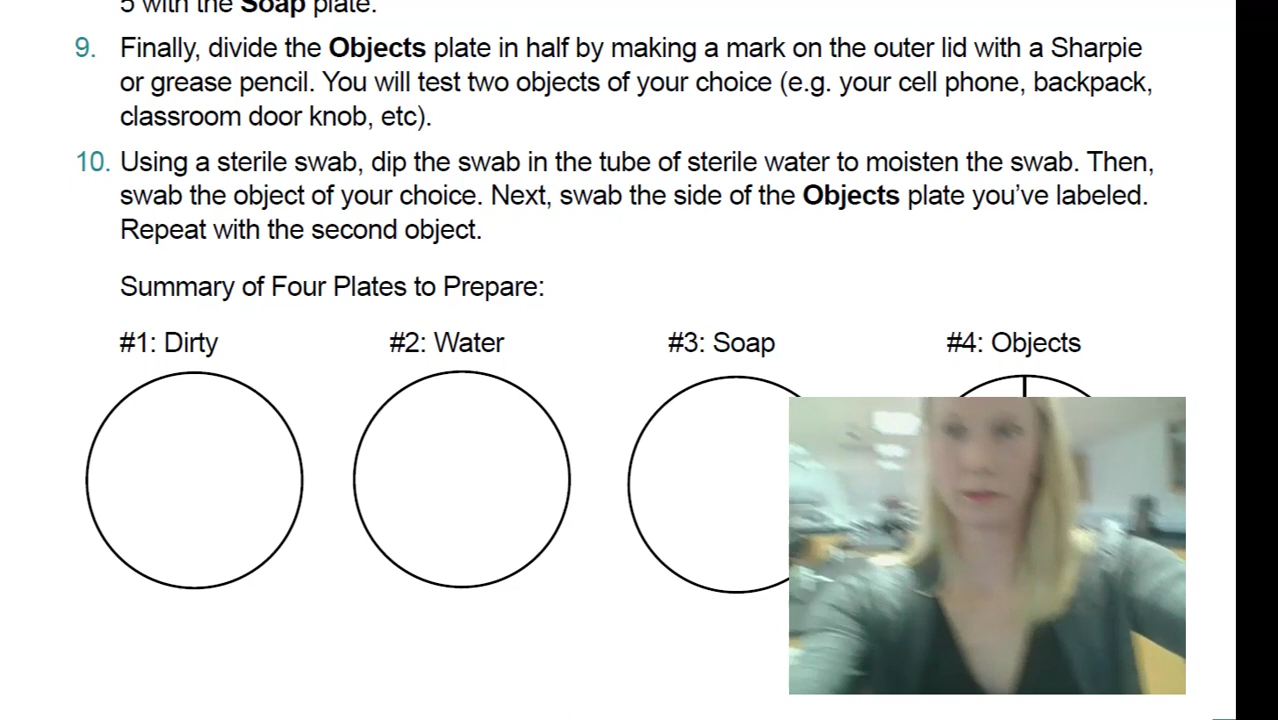 5 with the Soap plate.
9. Finally, divide the Objects plate in half by making a mark on the outer lid with a Sharpie
or grease pencil. You will test two objects of your choice (e.g. your cell phone, backpack,
classroom door knob, etc).
10. Using a sterile swab, dip the swab in the tube of sterile water to moisten the swab. Then,
swab the object of your choice. Next, swab the side of the Objects plate you’ve labeled.
Repeat with the second object.
Summary of Four Plates to Prepare:
#1: Dirty #2: Water #3: Soap #4: Objects